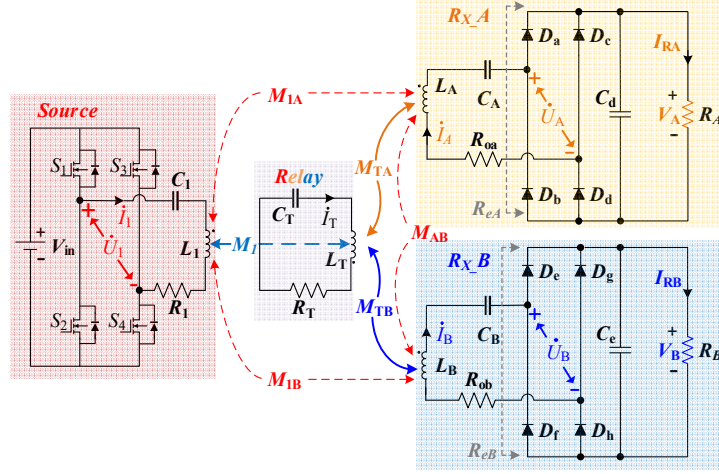 Source
S1
S3
C1
İ1
Vin
U̇1
L1
S2
S4
R1
M1A
M1
M1B
Relay
CT
İT
LT
RT
MTA
MTB
MAB
RX_A
Da
Dc
IRA
LA
CA
Cd
U̇A
VA
RA
İA
Roa
Db
Dd
ReA
RX_B
De
Dg
IRB
CB
İB
Ce
U̇B
VB
RB
LB
Rob
Df
Dh
ReB